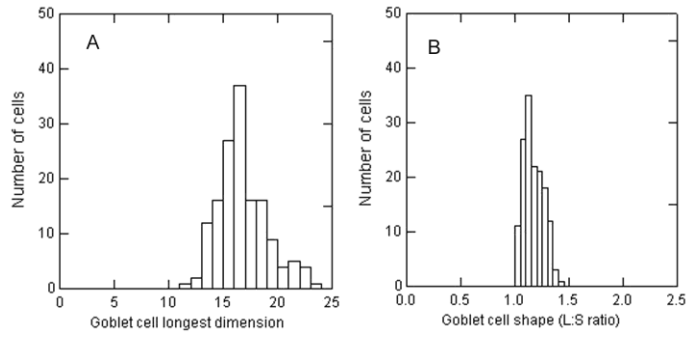 A
50
40
30
20
10
0
Number of cells
0 5 10 15 20 25
Goblet cell longest dimension
B
50
40
30
20
10
0
Number of cells
0.0 0.5 1.0 1.5 2.0 2.5
Goblet cell shape (L:S ratio)